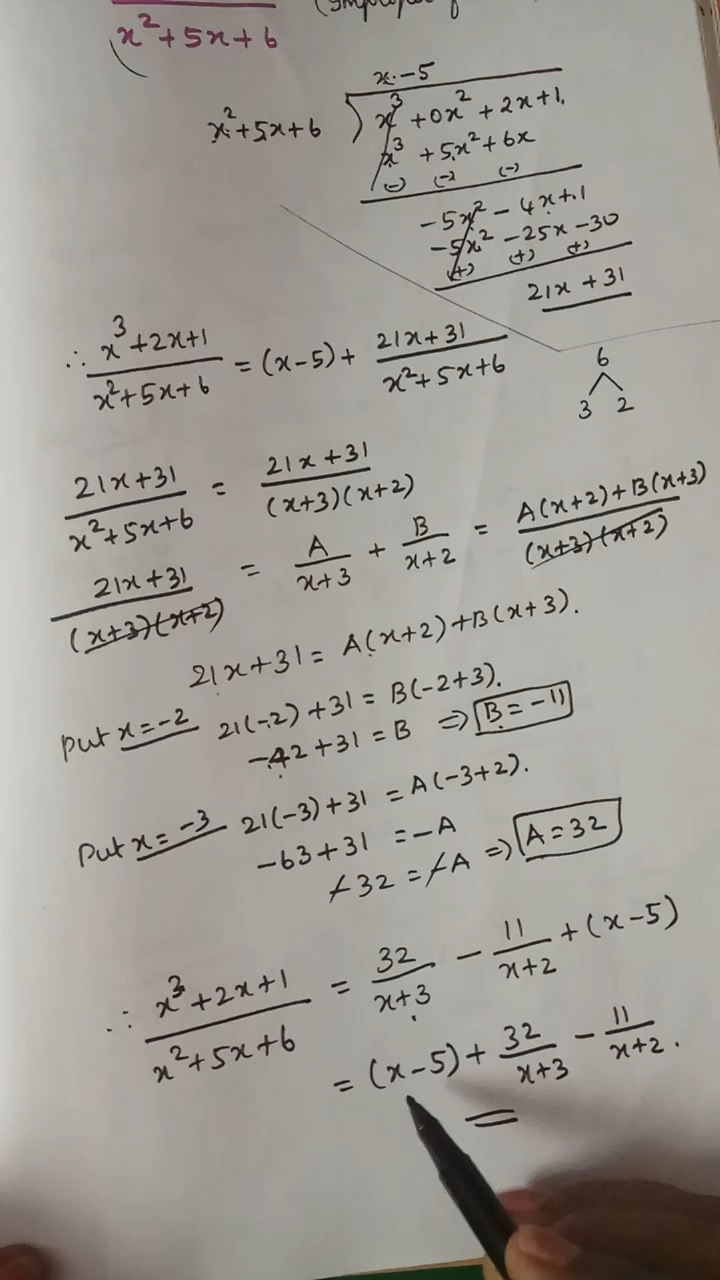 (Improper
x²+5x+6
x-5
x²+5x+6 ) x³ +0x² + 2x+1
x³ +5x²+6x
(-) (-) (-)
-5x² - 4x+1
-5x² -25x-30
(+) (+) (+)
21x+31
∴ x³+2x+1 / x²+5x+6 = (x-5) + 21x+31 / x²+5x+6
6
3 2
21x+31 / x²+5x+6 = 21x+31 / (x+3)(x+2)
21x+31 / (x+3)(x+2) = A / x+3 + B / x+2 = A(x+2)+B(x+3) / (x+3)(x+2)
21x+31 = A(x+2)+B(x+3).
Put x=-2 21(-2)+31 = B(-2+3).
-42+31 = B ⇒ B=-11
Put x=-3 21(-3)+31 = A(-3+2).
-63+31 = -A
-32 = -A ⇒ A=32
∴ x³+2x+1 / x²+5x+6 = 32 / x+3 - 11 / x+2 + (x-5)
= (x-5) + 32 / x+3 - 11 / x+2.